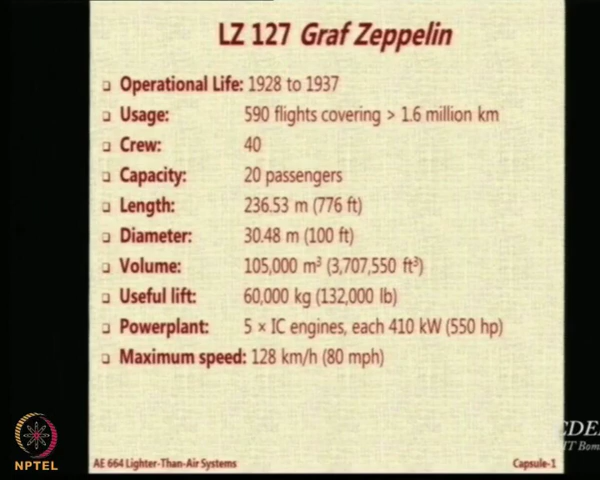 LZ 127 Graf Zeppelin
Operational Life: 1928 to 1937
Usage: 590 flights covering > 1.6 million km
Crew: 40
Capacity: 20 passengers
Length: 236.53 m (776 ft)
Diameter: 30.48 m (100 ft)
Volume: 105,000 m³ (3,707,550 ft³)
Useful lift: 60,000 kg (132,000 lb)
Powerplant: 5 × IC engines, each 410 kW (550 hp)
Maximum speed: 128 km/h (80 mph)
NPTEL
AE 664 Lighter-Than-Air Systems
Capsule-1